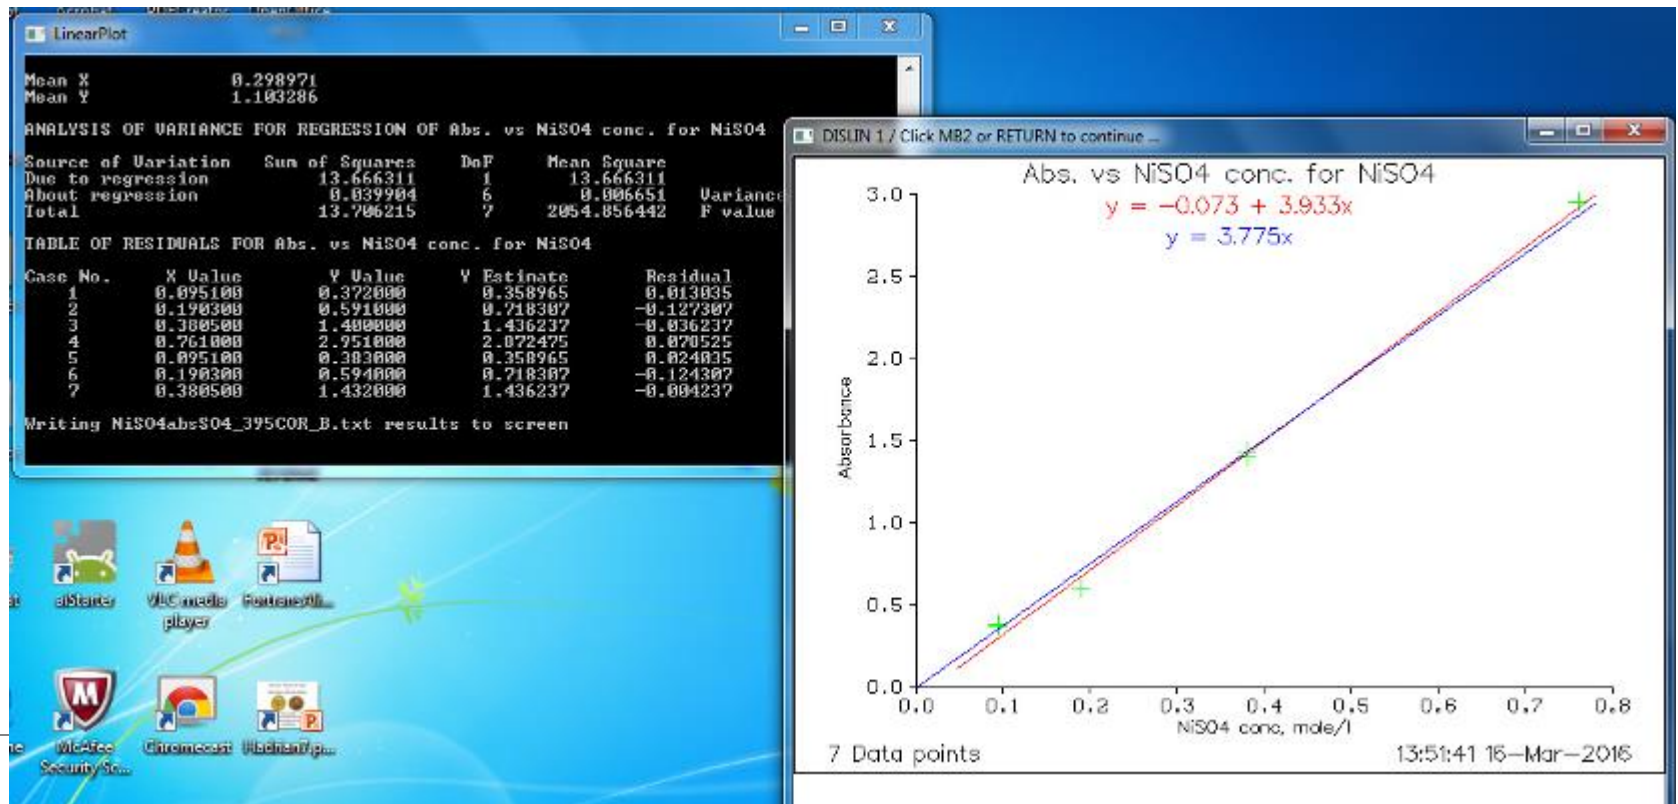 LinearPlot
Mean X 0.298971
Mean Y 1.103286
ANALYSIS OF VARIANCE FOR REGRESSION OF Abs. vs NiSO4 conc. for NiSO4
Source of Variation Sum of Squares DoF Mean Square
Due to regression 13.666311 1 13.666311
About regression 0.039904 6 0.006651 Variance
Total 13.706215 7 2054.856442 F value
TABLE OF RESIDUALS FOR Abs. vs NiSO4 conc. for NiSO4
Case No. X Value Y Value Y Estimate Residual
1 0.095100 0.372000 0.358965 0.013035
2 0.190300 0.591000 0.718307 -0.127307
3 0.380500 1.400000 1.436237 -0.036237
4 0.761000 2.951000 2.872475 0.078525
5 0.095100 0.383000 0.358965 0.024035
6 0.190300 0.594000 0.718307 -0.124307
7 0.380500 1.432000 1.436237 -0.004237
Writing NiSO4absSO4_395COR_B.txt results to screen
DISLIN 1 / Click MB2 or RETURN to continue ...
Abs. vs NiSO4 conc. for NiSO4
y = -0.073 + 3.933x
y = 3.775x
3.0
2.5
2.0
1.5
1.0
0.5
0.0
Absorbance
0.0 0.1 0.2 0.3 0.4 0.5 0.6 0.7 0.8
NiSO4 conc, mole/l
7 Data points 13:51:41 16-Mar-2016
aiStarter VLC media player
McAfee Security Sc... Chromecast Hadrian7.p...